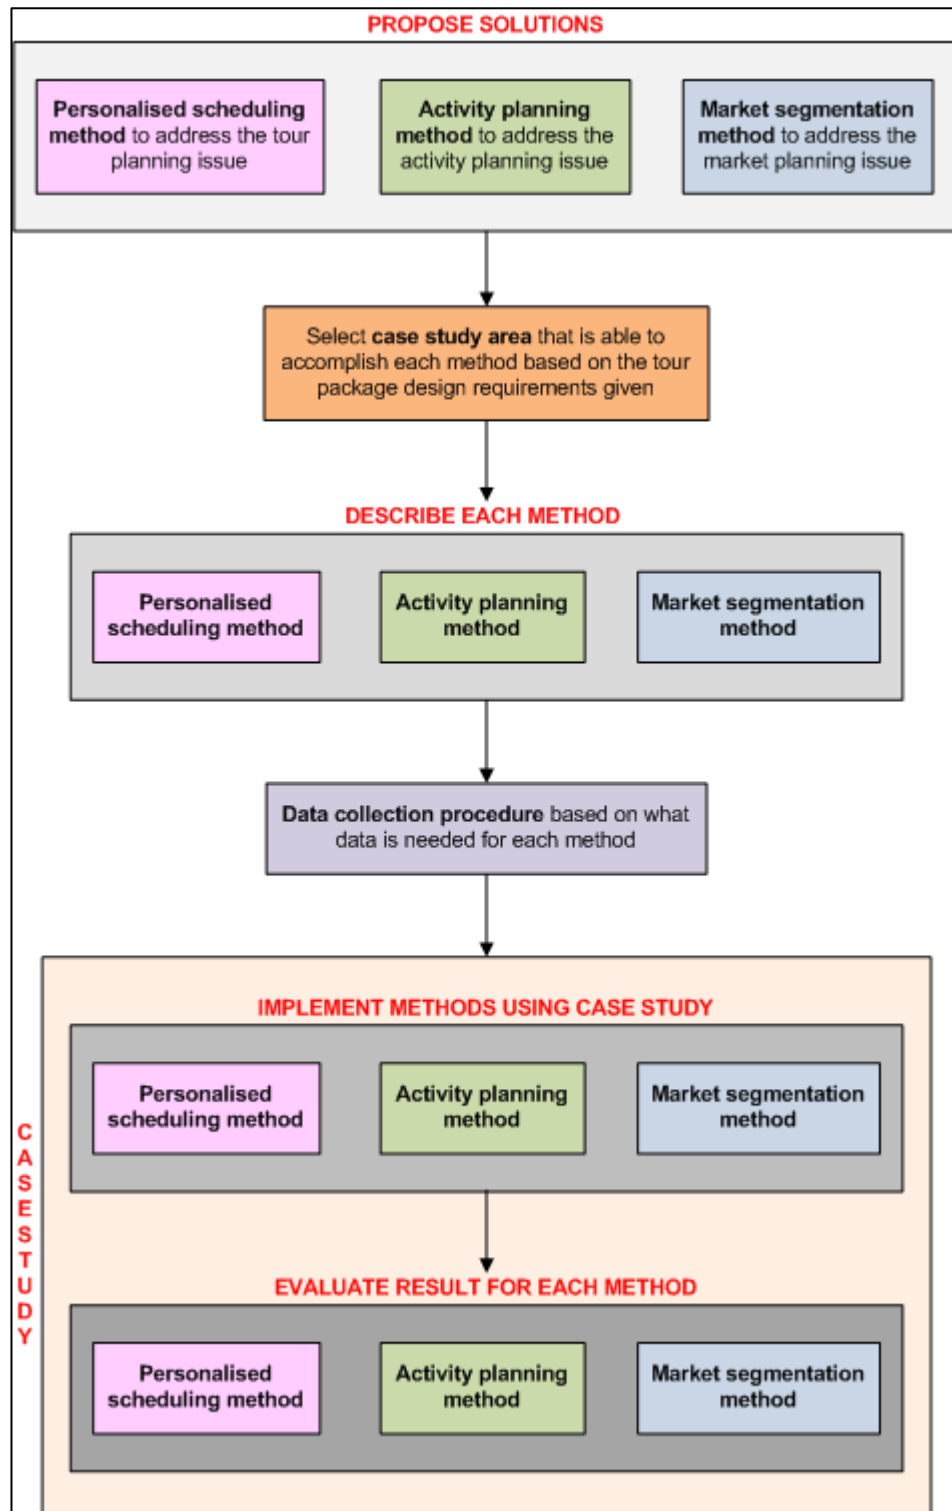 PROPOSE SOLUTIONS
Personalised scheduling
method to address the tour
planning issue
Activity planning
method to address the
activity planning issue
Market segmentation
method to address the
market planning issue
Select case study area that is able to
accomplish each method based on the tour
package design requirements given
DESCRIBE EACH METHOD
Personalised
scheduling method
Activity planning
method
Market segmentation
method
Data collection procedure based on what
data is needed for each method
CASESTUDY
IMPLEMENT METHODS USING CASE STUDY
Personalised
scheduling method
Activity planning
method
Market segmentation
method
EVALUATE RESULT FOR EACH METHOD
Personalised
scheduling method
Activity planning
method
Market segmentation
method